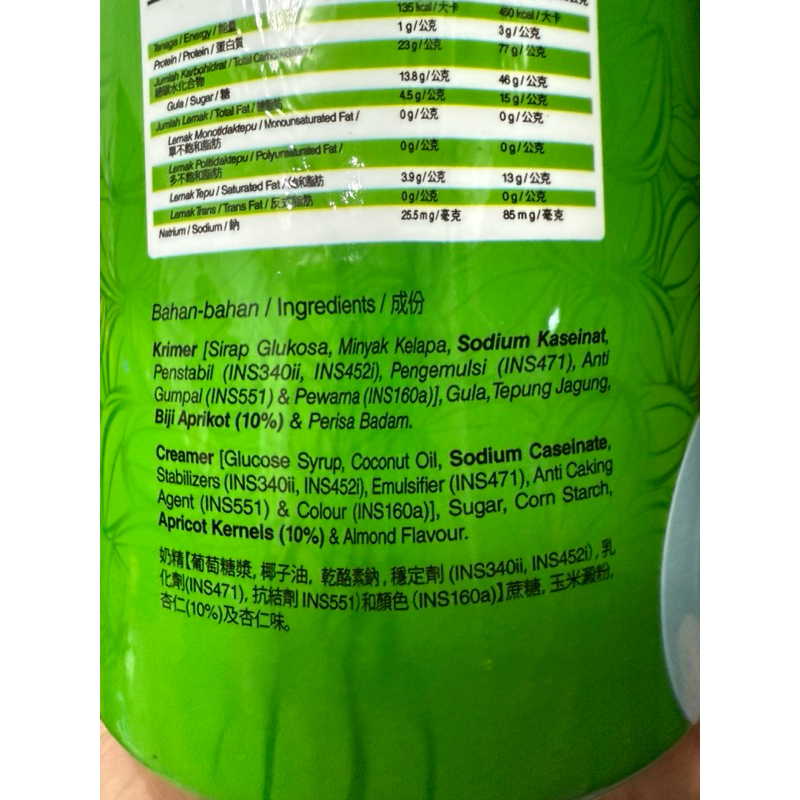 135 kcal / 大卡 450 kcal / 大卡
Tenaga / Energy / 能量
1 g / 公克 3g / 公克
Protein / Protein / 蛋白質
23 g / 公克 77 g / 公克
Jumlah Karbohidrat / Total Carbohydrate /
總碳水化合物
13.8 g / 公克 46 g / 公克
Gula / Sugar / 糖
4.5 g / 公克 15 g / 公克
Jumlah Lemak / Total Fat / 總脂肪
0 g / 公克 0 g / 公克
Lemak Monotidaktepu / Monounsaturated Fat /
單不飽和脂肪
0 g / 公克 0 g / 公克
Lemak Politidaktepu / Polyunsaturated Fat /
多不飽和脂肪
3.9 g / 公克 13 g / 公克
Lemak Tepu / Saturated Fat / 飽和脂肪
0 g / 公克 0 g / 公克
Lemak Trans / Trans Fat / 反式脂肪
25.5 mg / 毫克 85 mg / 毫克
Natrium / Sodium / 鈉
Bahan-bahan / Ingredients / 成份
Krimer [Sirap Glukosa, Minyak Kelapa, Sodium Kaseinat,
Penstabil (INS340ii, INS452i), Pengemulsi (INS471), Anti
Gumpal (INS551) & Pewarna (INS160a)], Gula, Tepung Jagung,
Biji Aprikot (10%) & Perisa Badam.
Creamer [Glucose Syrup, Coconut Oil, Sodium Caseinate,
Stabilizers (INS340ii, INS452i), Emulsifier (INS471), Anti Caking
Agent (INS551) & Colour (INS160a)], Sugar, Corn Starch,
Apricot Kernels (10%) & Almond Flavour.
奶精【葡萄糖漿, 椰子油, 乾酪素鈉, 穩定劑 (INS340ii, INS452i), 乳
化劑(INS471), 抗結劑 INS551)和顏色 (INS160a)】蔗糖, 玉米澱粉,
杏仁(10%)及杏仁味。